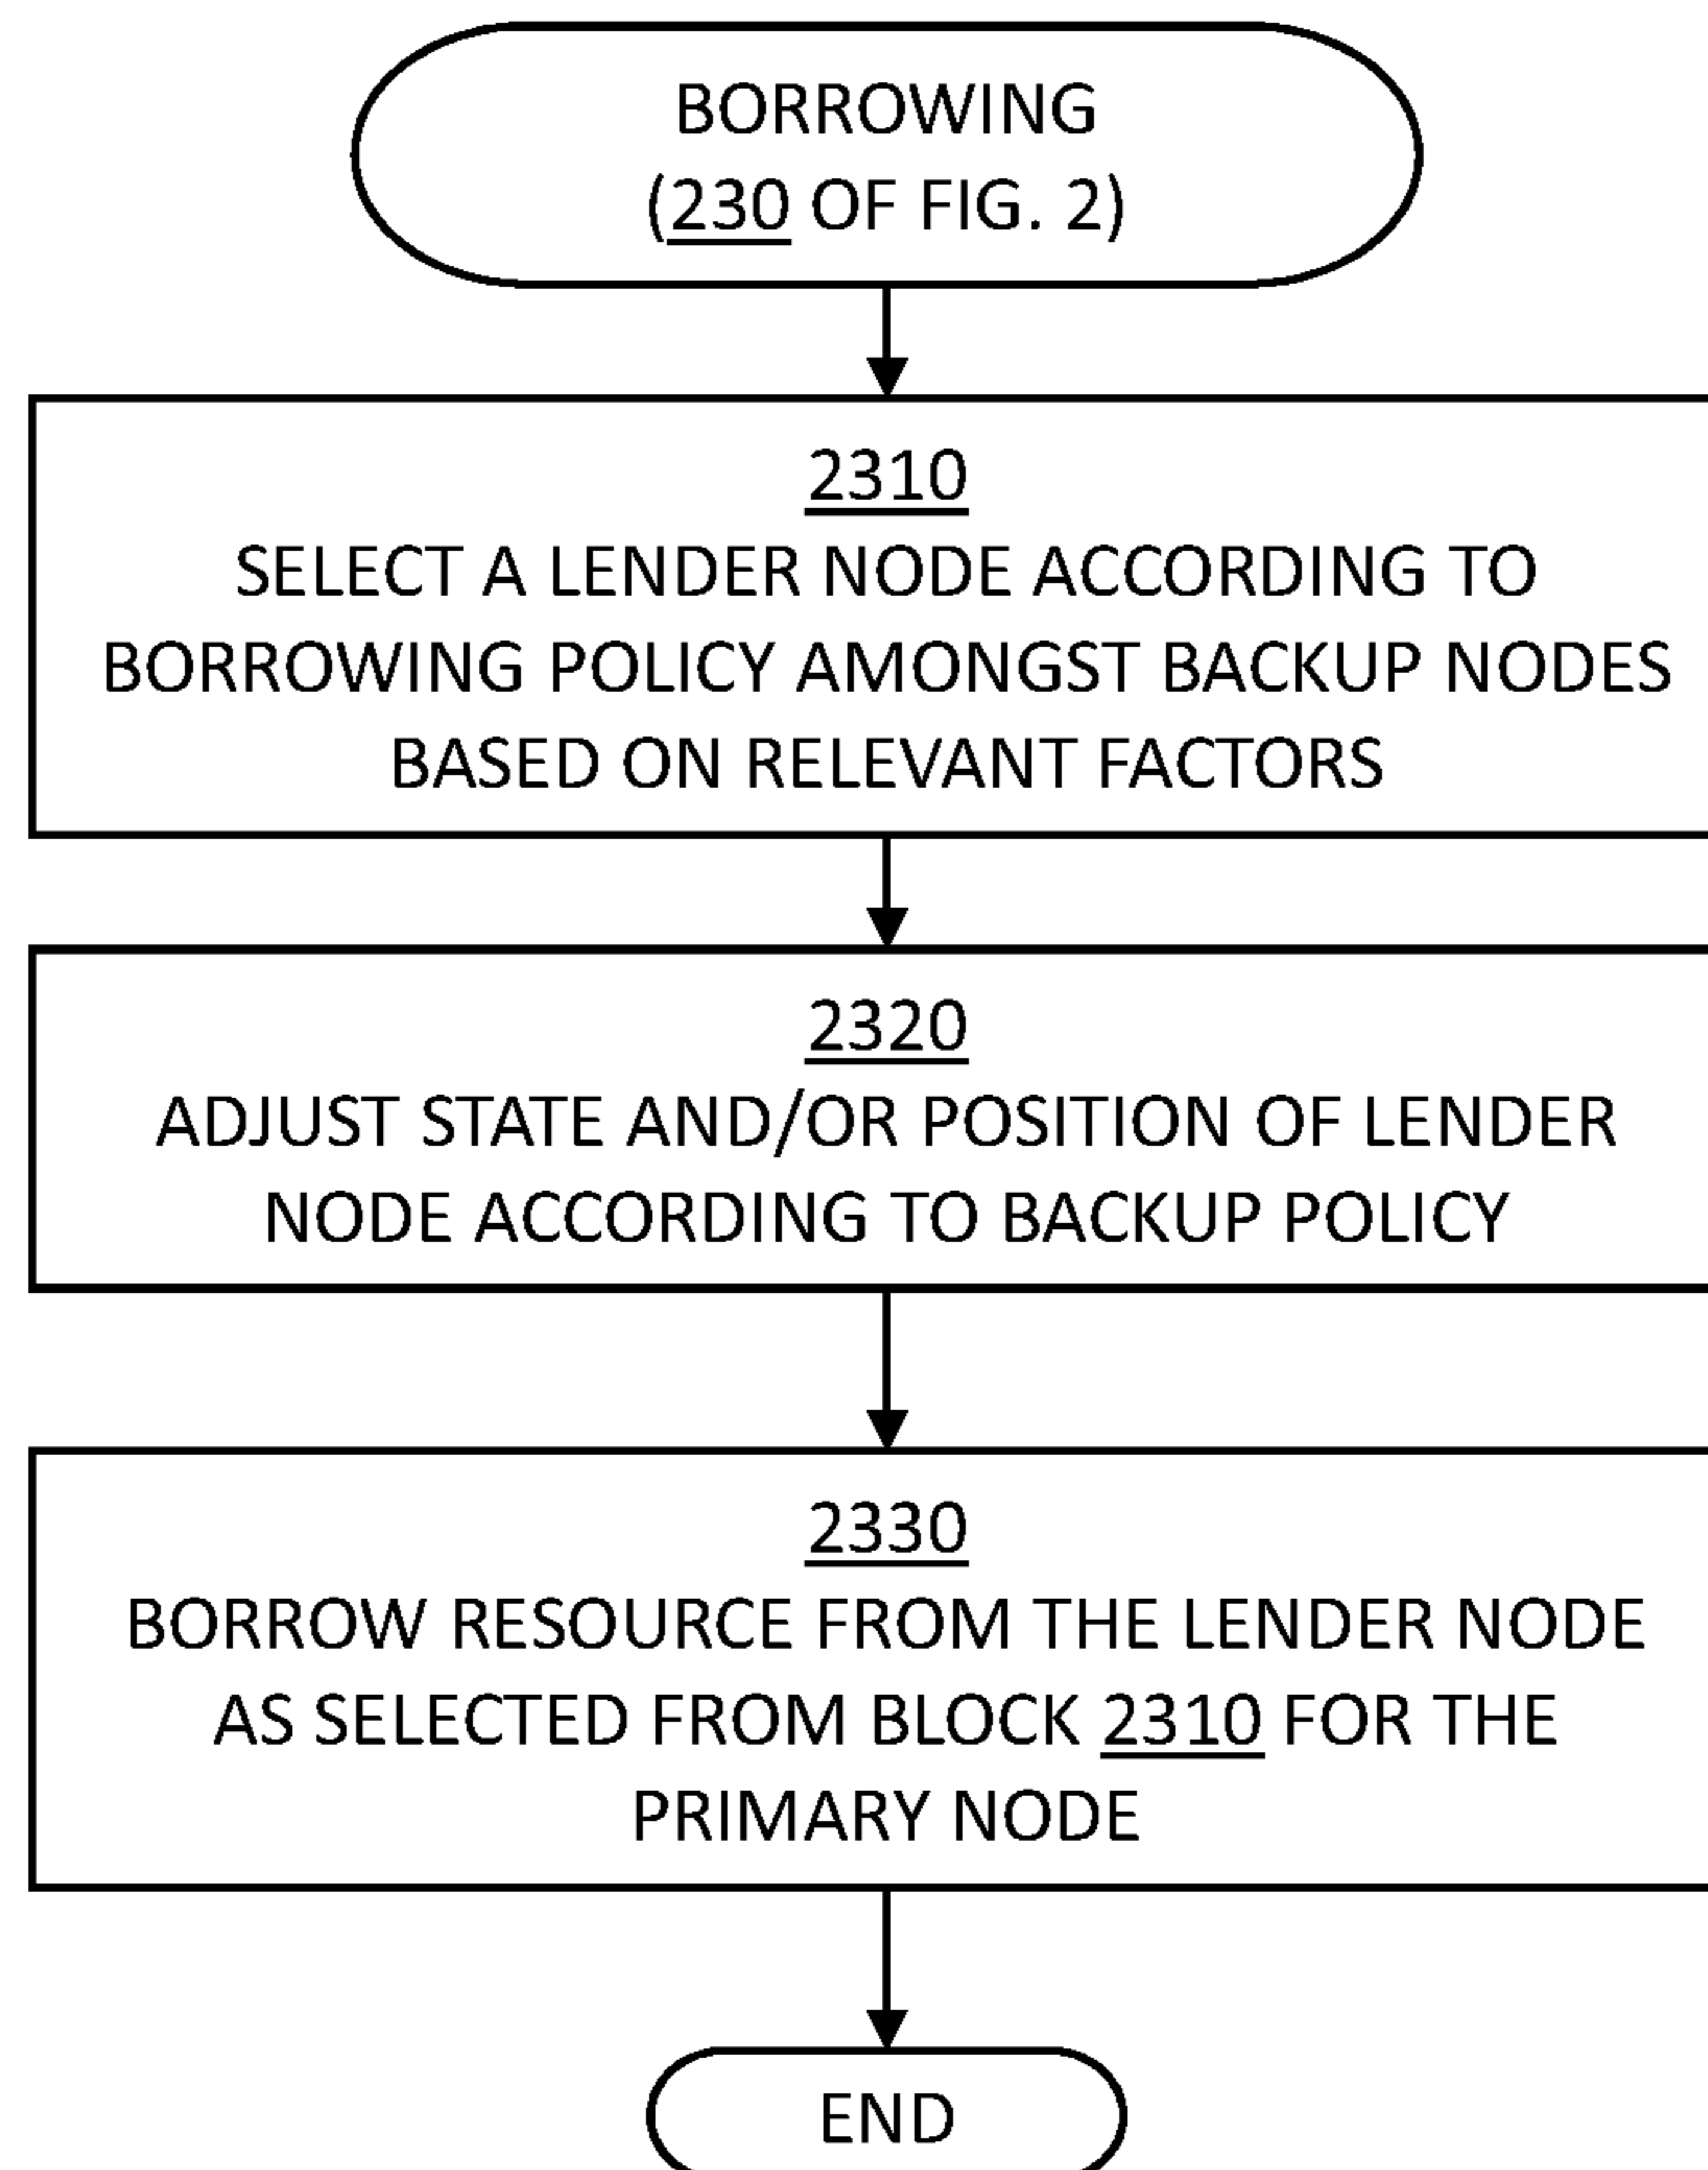 BORROWING
(230 OF FIG. 2)
2310
SELECT A LENDER NODE ACCORDING TO
BORROWING POLICY AMONGST BACKUP NODES
BASED ON RELEVANT FACTORS
2320
ADJUST STATE AND/OR POSITION OF LENDER
NODE ACCORDING TO BACKUP POLICY
2330
BORROW RESOURCE FROM THE LENDER NODE
AS SELECTED FROM BLOCK 2310 FOR THE
PRIMARY NODE
END